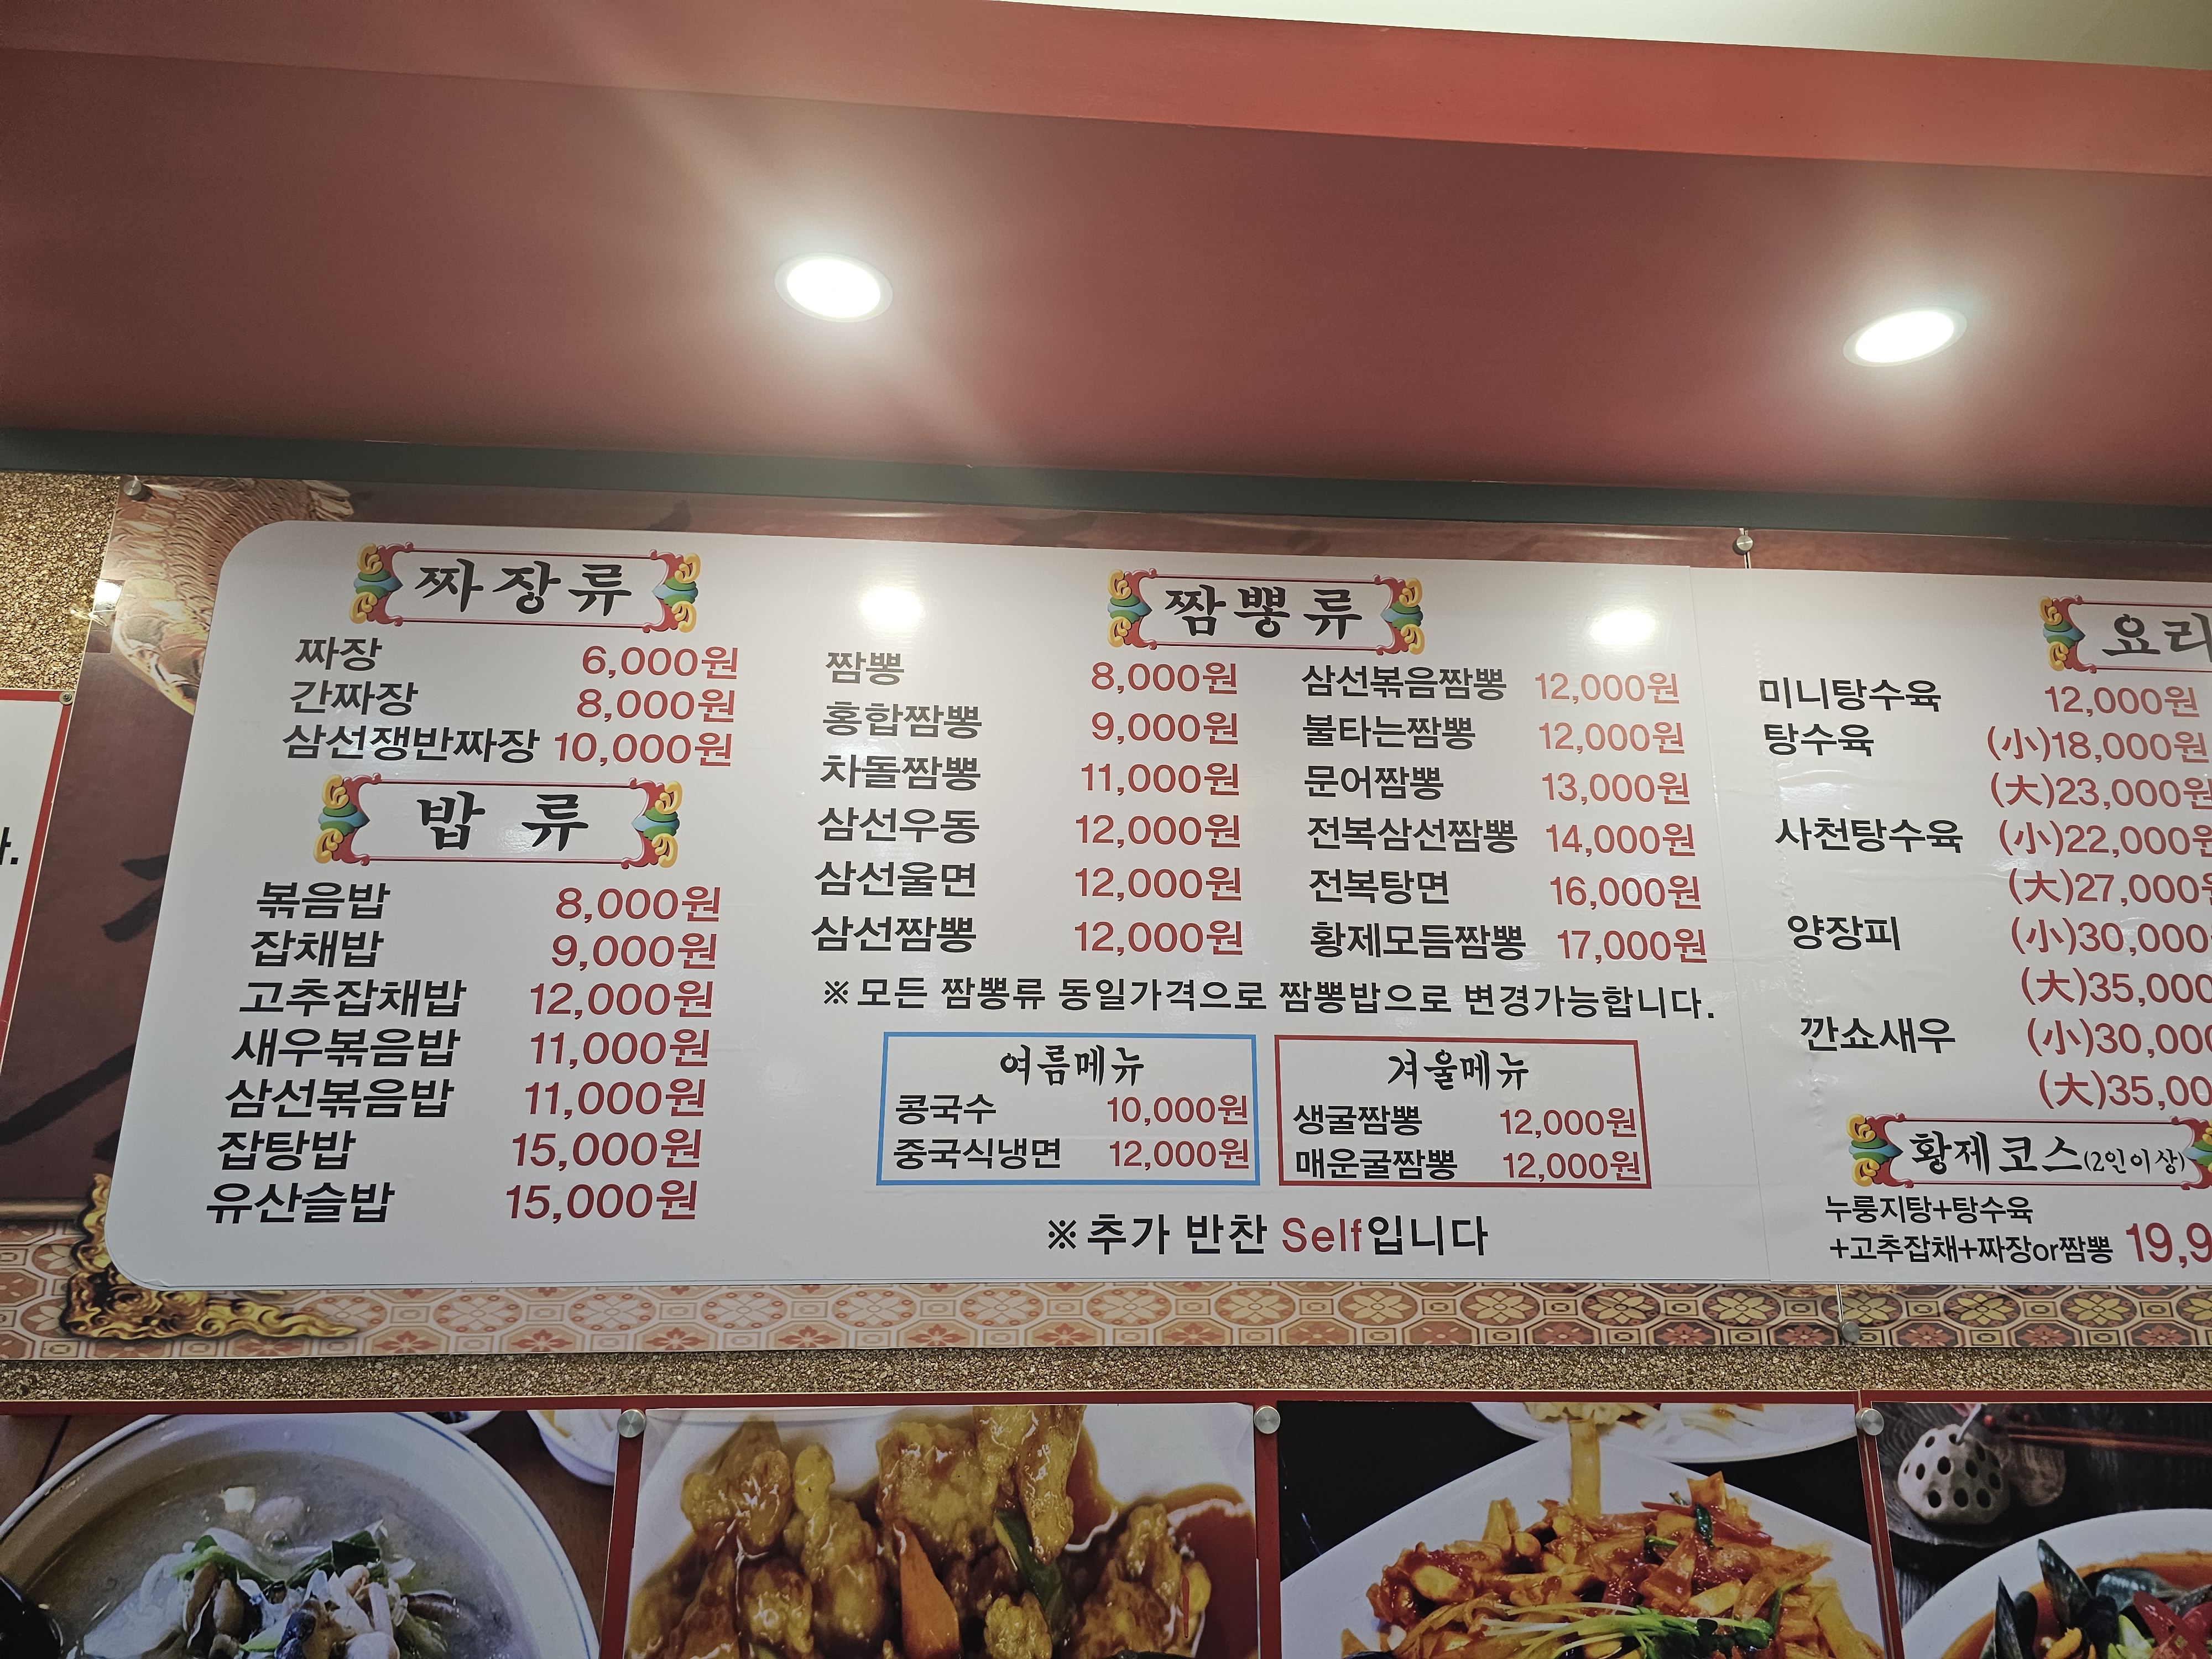 짜장류
짜장 6,000원
간짜장 8,000원
삼선쟁반짜장 10,000원
밥 류
볶음밥 8,000원
잡채밥 9,000원
고추잡채밥 12,000원
새우볶음밥 11,000원
삼선볶음밥 11,000원
잡탕밥 15,000원
유산슬밥 15,000원
짬뽕류
짬뽕 8,000원
홍합짬뽕 9,000원
차돌짬뽕 11,000원
삼선우동 12,000원
삼선울면 12,000원
삼선짬뽕 12,000원
삼선볶음짬뽕 12,000원
불타는짬뽕 12,000원
문어짬뽕 13,000원
전복삼선짬뽕 14,000원
전복탕면 16,000원
황제모듬짬뽕 17,000원
※모든 짬뽕류 동일가격으로 짬뽕밥으로 변경가능합니다.
여름메뉴
콩국수 10,000원
중국식냉면 12,000원
겨울메뉴
생굴짬뽕 12,000원
매운굴짬뽕 12,000원
※추가 반찬 Self입니다
요리
미니탕수육 12,000원
탕수육 (小)18,000원
(大)23,000원
사천탕수육 (小)22,000원
(大)27,000원
양장피 (小)30,000
(大)35,000
깐쇼새우 (小)30,000
(大)35,00
황제코스(2인이상)
누룽지탕+탕수육
+고추잡채+짜장or짬뽕 19,9